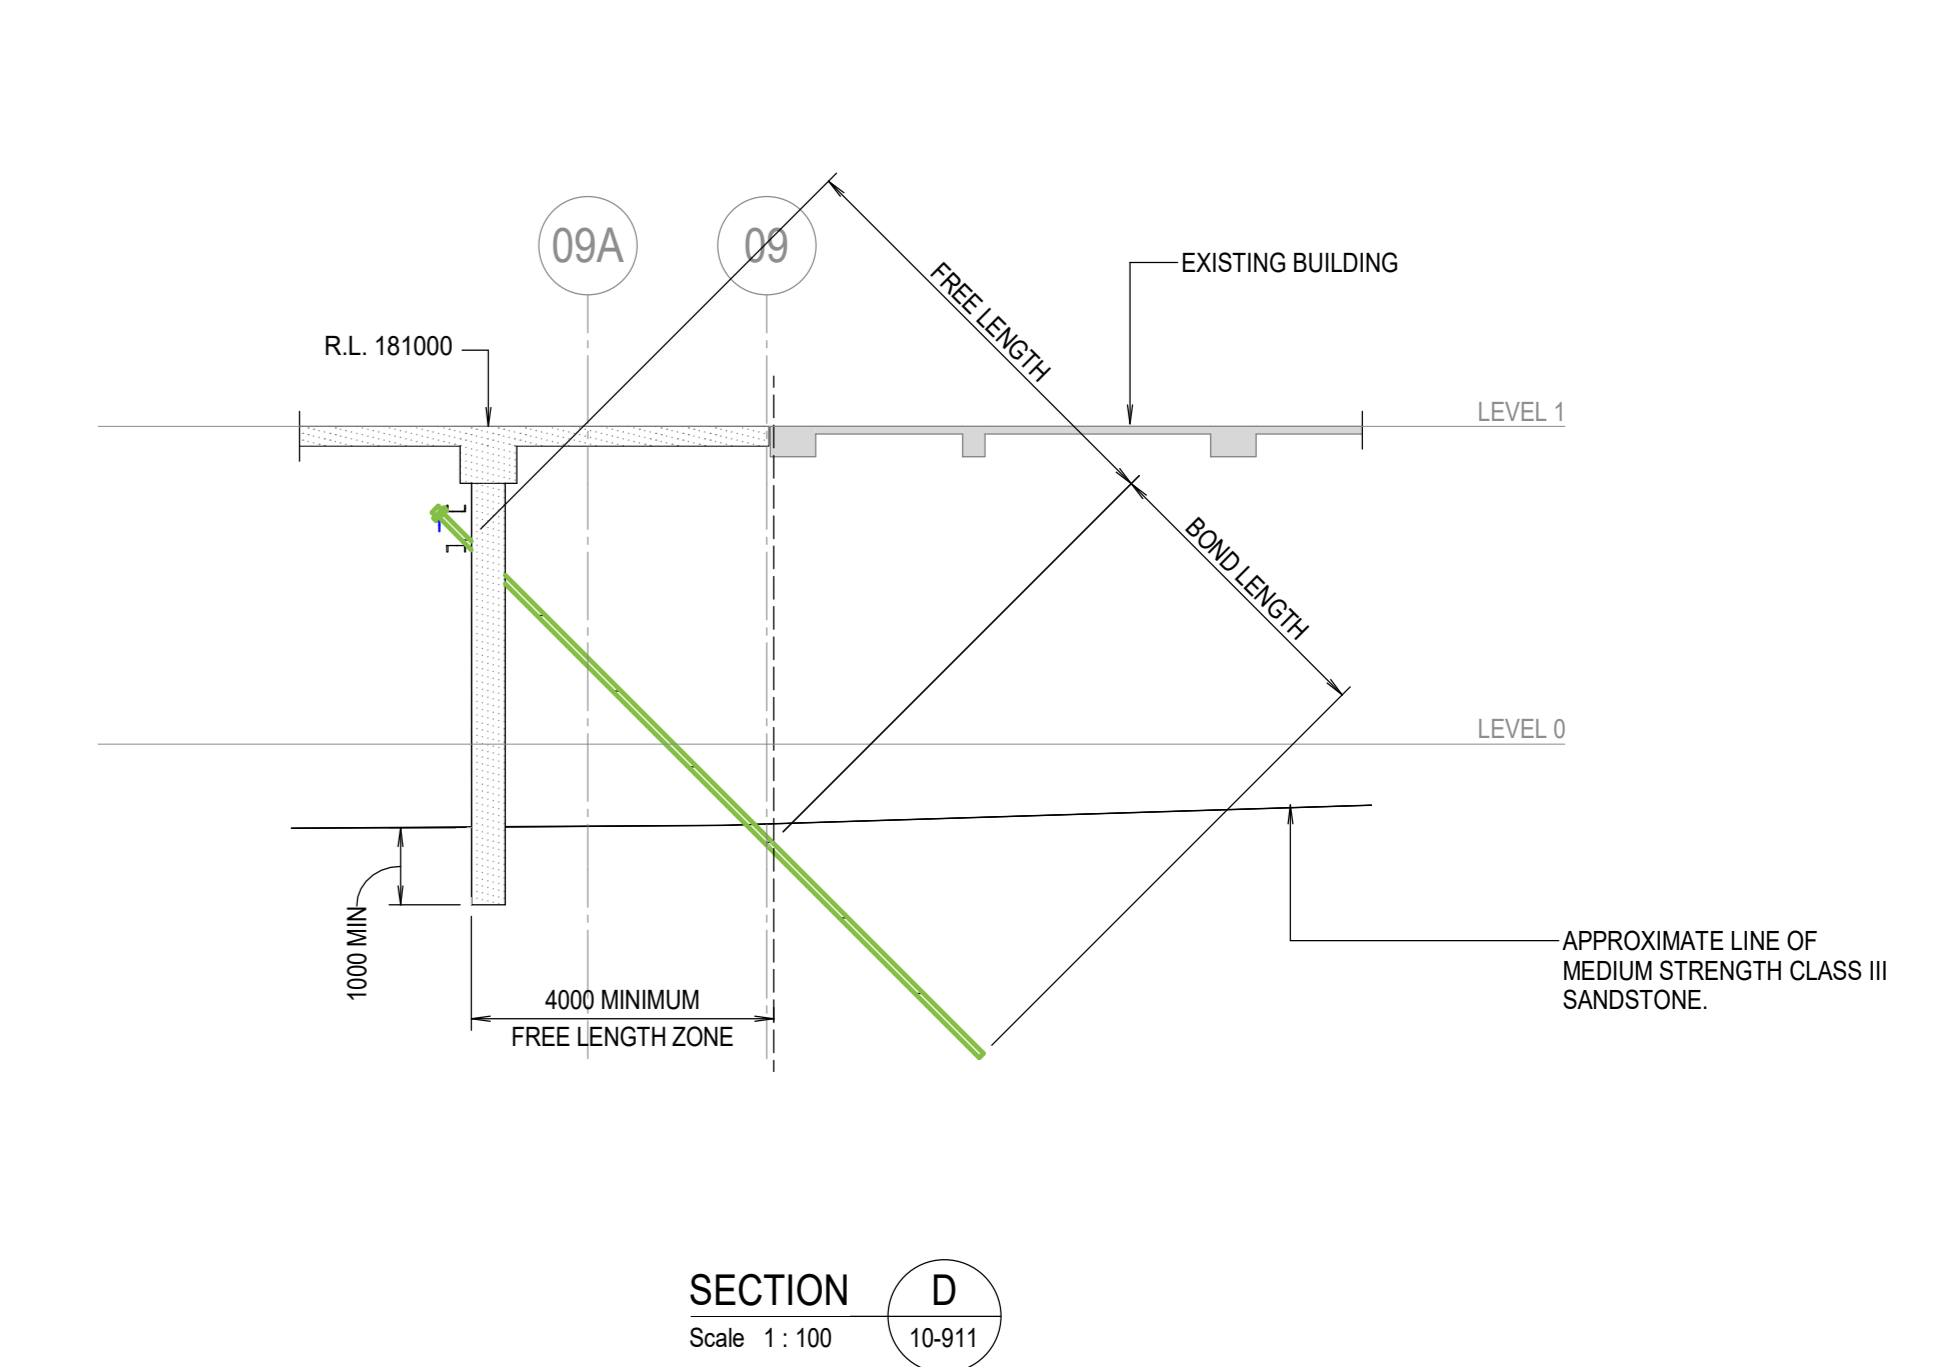 09A
09
EXISTING BUILDING
FREE LENGTH
R.L. 181000
LEVEL 1
BOND LENGTH
LEVEL 0
1000 MIN
APPROXIMATE LINE OF
MEDIUM STRENGTH CLASS III
SANDSTONE.
4000 MINIMUM
FREE LENGTH ZONE
SECTION
D
Scale 1 : 100
10-911